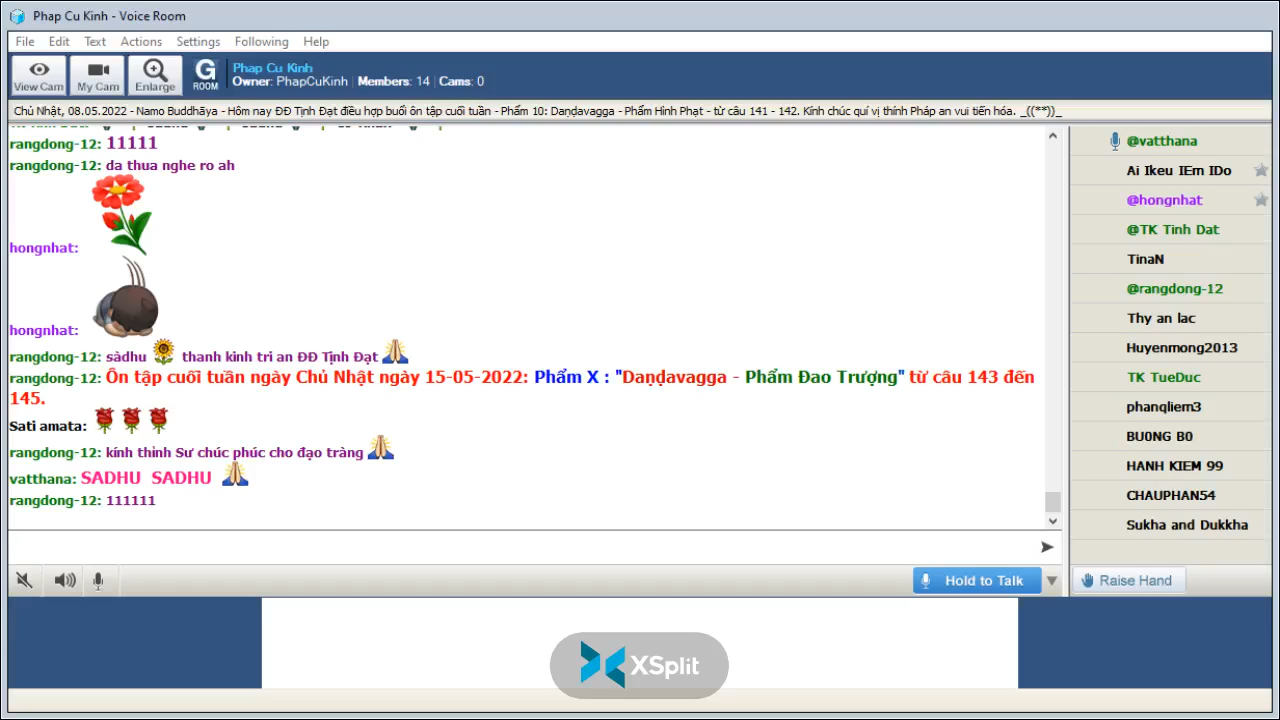 Phap Cu Kinh - Voice Room
File Edit Text Actions Settings Following Help
View Cam My Cam Enlarge G ROOM
Phap Cu Kinh
Owner: PhapCuKinh | Members: 14 | Cams: 0
Chủ Nhật, 08.05.2022 - Namo Buddhāya - Hôm nay ĐĐ Tịnh Đạt điều hợp buổi ôn tập cuối tuần - Phẩm 10: Daṇḍavagga - Phẩm Hình Phạt - từ câu 141 - 142. Kính chúc quí vị thính Pháp an vui tiến hóa. _((**))_
rangdong-12: 11111
rangdong-12: da thua nghe ro ah
hongnhat:
hongnhat:
rangdong-12: sàdhu thanh kinh tri an ĐĐ Tịnh Đạt
rangdong-12: Ôn tập cuối tuần ngày Chủ Nhật ngày 15-05-2022: Phẩm X : "Daṇḍavagga - Phẩm Đao Trượng" từ câu 143 đến
145.
Sati amata:
rangdong-12: kính thỉnh Sư chúc phúc cho đạo tràng
vatthana: SADHU SADHU
rangdong-12: 111111
@vatthana
Ai Ikeu IEm IDo
@hongnhat
@TK Tinh Dat
TinaN
@rangdong-12
Thy an lac
Huyenmong2013
TK TueDuc
phanqliem3
BU0NG B0
HANH KIEM 99
CHAUPHAN54
Sukha and Dukkha
Hold to Talk
Raise Hand
XSplit